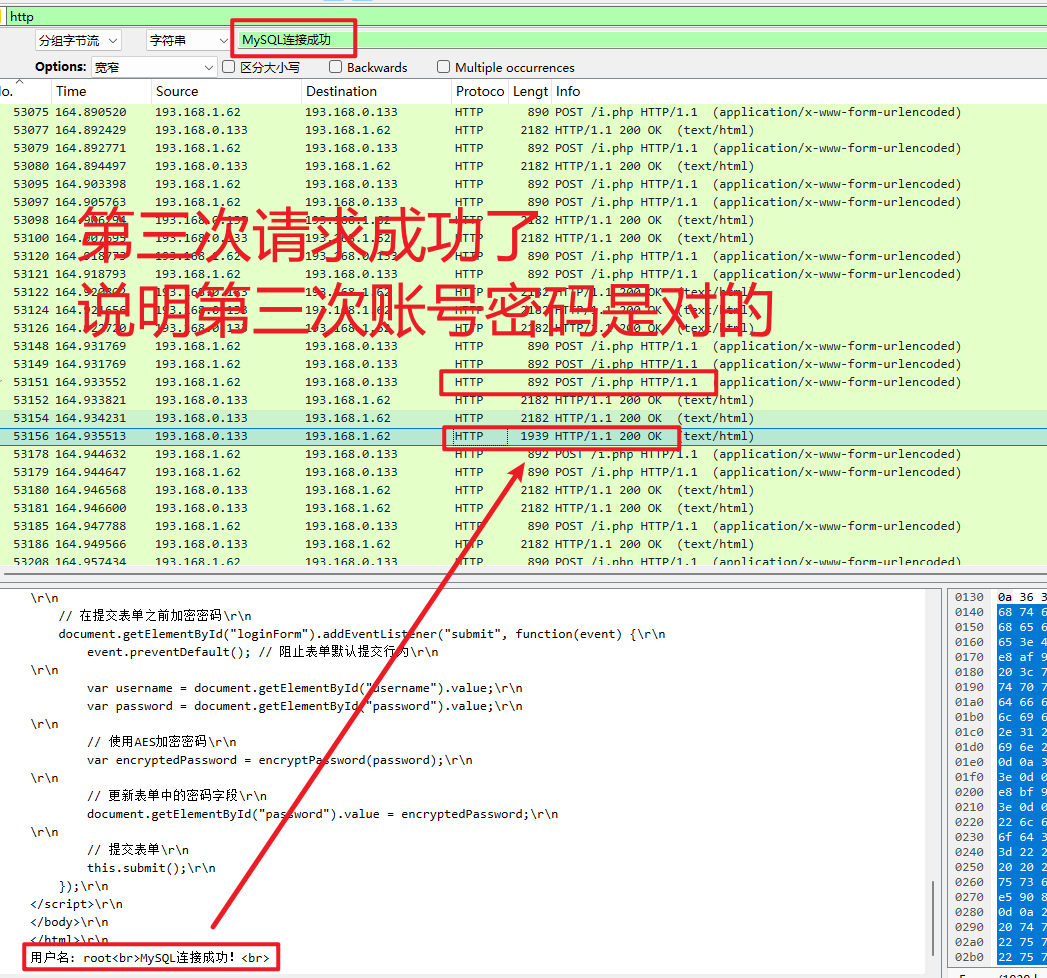 http
分组字节流 字符串 MySQL连接成功
Options: 宽窄 区分大小写 Backwards Multiple occurrences
lo. Time Source Destination Protoco Lengt Info
53075 164.890520 193.168.1.62 193.168.0.133 HTTP 890 POST /i.php HTTP/1.1 (application/x-www-form-urlencoded)
53077 164.892429 193.168.0.133 193.168.1.62 HTTP 2182 HTTP/1.1 200 OK (text/html)
53079 164.892771 193.168.1.62 193.168.0.133 HTTP 892 POST /i.php HTTP/1.1 (application/x-www-form-urlencoded)
53080 164.894497 193.168.0.133 193.168.1.62 HTTP 2182 HTTP/1.1 200 OK (text/html)
53095 164.903398 193.168.1.62 193.168.0.133 HTTP 892 POST /i.php HTTP/1.1 (application/x-www-form-urlencoded)
53097 164.905763 193.168.1.62 193.168.0.133 HTTP 890 POST /i.php HTTP/1.1 (application/x-www-form-urlencoded)
53098 193.168.0.133 193.168.1.62 HTTP 2182 HTTP/1.1 200 OK (text/html)
第三次请求成功了
53100 193.168.0.133 193.168.1.62 HTTP 2182 HTTP/1.1 200 OK (text/html)
53120 164.918773 193.168.1.62 193.168.0.133 HTTP 890 POST /i.php HTTP/1.1 (application/x-www-form-urlencoded)
53121 164.918793 193.168.1.62 193.168.0.133 HTTP 892 POST /i.php HTTP/1.1 (application/x-www-form-urlencoded)
53122 193.168.0.133 193.168.1.62 HTTP 2182 HTTP/1.1 200 OK (text/html)
说明第三次账号密码是对的
53124 193.168.0.133 193.168.1.62 HTTP 2182 HTTP/1.1 200 OK (text/html)
53126 193.168.0.133 193.168.1.62 HTTP 2182 HTTP/1.1 200 OK (text/html)
53148 164.931769 193.168.1.62 193.168.0.133 HTTP 890 POST /i.php HTTP/1.1 (application/x-www-form-urlencoded)
53149 164.931769 193.168.1.62 193.168.0.133 HTTP 892 POST /i.php HTTP/1.1 (application/x-www-form-urlencoded)
53151 164.933552 193.168.1.62 193.168.0.133 HTTP 892 POST /i.php HTTP/1.1 (application/x-www-form-urlencoded)
53152 164.933821 193.168.0.133 193.168.1.62 HTTP 2182 HTTP/1.1 200 OK (text/html)
53154 164.934231 193.168.0.133 193.168.1.62 HTTP 2182 HTTP/1.1 200 OK (text/html)
53156 164.935513 193.168.0.133 193.168.1.62 HTTP 1939 HTTP/1.1 200 OK (text/html)
53178 164.944632 193.168.1.62 193.168.0.133 HTTP 892 POST /i.php HTTP/1.1 (application/x-www-form-urlencoded)
53179 164.944647 193.168.1.62 193.168.0.133 HTTP 890 POST /i.php HTTP/1.1 (application/x-www-form-urlencoded)
53180 164.946568 193.168.0.133 193.168.1.62 HTTP 2182 HTTP/1.1 200 OK (text/html)
53181 164.946600 193.168.0.133 193.168.1.62 HTTP 2182 HTTP/1.1 200 OK (text/html)
53185 164.947788 193.168.1.62 193.168.0.133 HTTP 890 POST /i.php HTTP/1.1 (application/x-www-form-urlencoded)
53186 164.949566 193.168.0.133 193.168.1.62 HTTP 2182 HTTP/1.1 200 OK (text/html)
53208 164.957434 193.168.1.62 193.168.0.133 HTTP 890 POST /i.php HTTP/1.1 (application/x-www-form-urlencoded)
\r\n
// 在提交表单之前加密密码\r\n
document.getElementById("loginForm").addEventListener("submit", function(event) {\r\n
event.preventDefault(); // 阻止表单默认提交行为\r\n
\r\n
var username = document.getElementById("username").value;\r\n
var password = document.getElementById("password").value;\r\n
\r\n
// 使用AES加密密码\r\n
var encryptedPassword = encryptPassword(password);\r\n
\r\n
// 更新表单中的密码字段\r\n
document.getElementById("password").value = encryptedPassword;\r\n
\r\n
// 提交表单\r\n
this.submit();\r\n
});\r\n
</script>\r\n
</body>\r\n
</html>\r\n
用户名: root<br>MySQL连接成功! <br>
0130 0a 36 3
0140 68 74 6
0150 68 65 6
0160 65 3e 4
0170 e8 af 9
0180 20 3c 7
0190 74 70 7
01a0 64 66 6
01b0 6c 69 6
01c0 2e 31 2
01d0 69 6e 2
01e0 0d 0a 3
01f0 3e 0d 0
0200 e8 bf 9
0210 3e 0d 0
0220 22 6c 6
0230 6f 64 3
0240 3d 22 2
0250 20 20 2
0260 75 73 6
0270 e5 90 8
0280 0d 0a 2
0290 20 74 7
02a0 22 75 7
02b0 22 75 7